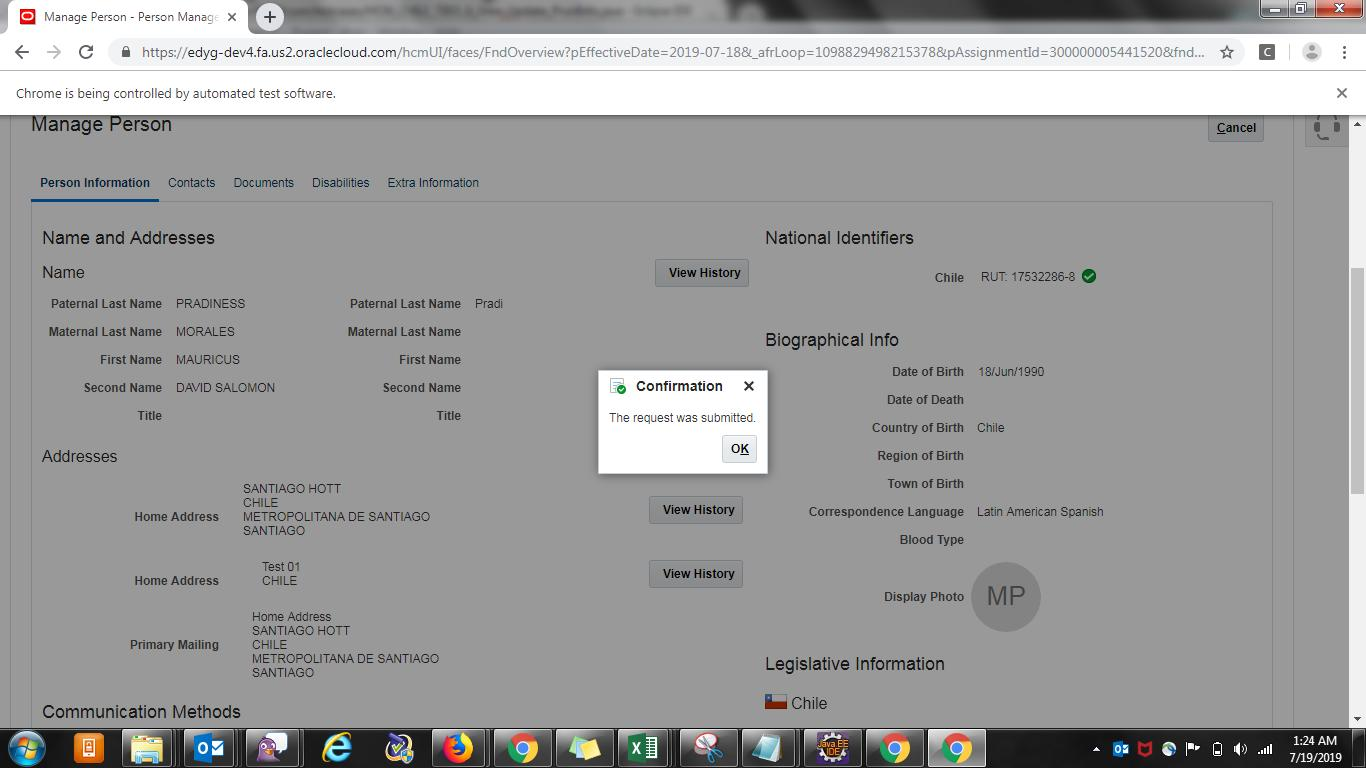 Manage Person - Person Manage
https://edyg-dev4.fa.us2.oraclecloud.com/hcmUI/faces/FndOverview?pEffectiveDate=2019-07-18&_afrLoop=1098829498215378&pAssignmentId=300000005441520&fnd...
Chrome is being controlled by automated test software.
Manage Person
Cancel
Person Information Contacts Documents Disabilities Extra Information
Name and Addresses
Name
View History
Paternal Last Name PRADINESS Paternal Last Name Pradi
Maternal Last Name MORALES Maternal Last Name
First Name MAURICUS First Name
Second Name DAVID SALOMON Second Name
Title Title
Addresses
Home Address
SANTIAGO HOTT
CHILE
METROPOLITANA DE SANTIAGO
SANTIAGO
View History
Home Address
Test 01
CHILE
View History
Primary Mailing
Home Address
SANTIAGO HOTT
CHILE
METROPOLITANA DE SANTIAGO
SANTIAGO
Communication Methods
National Identifiers
Chile RUT: 17532286-8
Biographical Info
Date of Birth 18/Jun/1990
Date of Death
Country of Birth Chile
Region of Birth
Town of Birth
Correspondence Language Latin American Spanish
Blood Type
Display Photo MP
Legislative Information
Chile
Confirmation
The request was submitted.
OK
Java EE
IDE
1:24 AM
7/19/2019